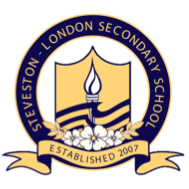 STEVESTON - LONDON SECONDARY SCHOOL
ESTABLISHED 2007